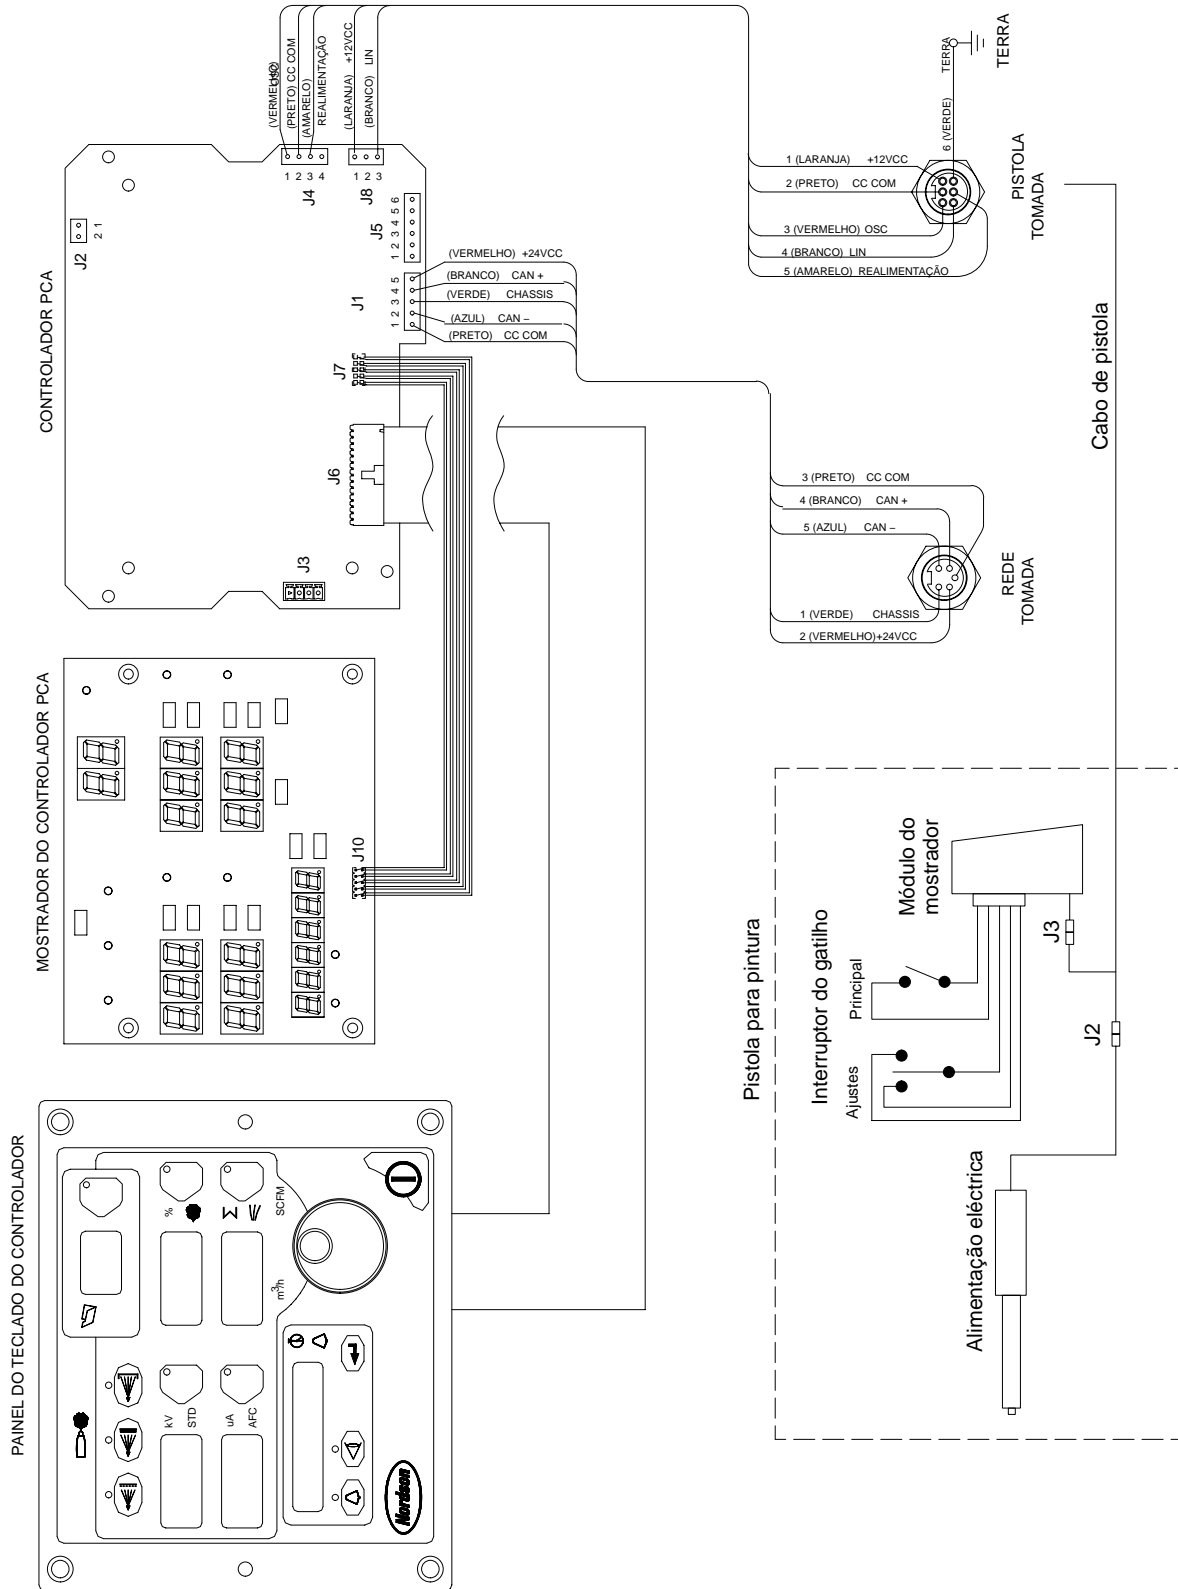 (VERMELHO)
OSC
(PRETO) CC COM
(AMARELO)
REALIMENTAÇÃO
(LARANJA) +12VCC
(BRANCO) LIN
1 2 3 4
J4
1 2 3
J8
J2
2 1
CONTROLADOR PCA
J5
1 2 3 4 5 6
J1
1 2 3 4 5
(VERMELHO) +24VCC
(BRANCO) CAN +
(VERDE) CHASSIS
(AZUL) CAN –
(PRETO) CC COM
J7
J6
J3
1 (LARANJA) +12VCC
2 (PRETO) CC COM
3 (VERMELHO) OSC
4 (BRANCO) LIN
5 (AMARELO) REALIMENTAÇÃO
6 (VERDE)
TERRA
TERRA
PISTOLA
TOMADA
3 (PRETO) CC COM
4 (BRANCO) CAN +
5 (AZUL) CAN –
1 (VERDE) CHASSIS
2 (VERMELHO)+24VCC
REDE
TOMADA
Cabo de pistola
MOSTRADOR DO CONTROLADOR PCA
J10
PAINEL DO TECLADO DO CONTROLADOR
%
SCFM
m³/h
kV
STD
uA
AFC
Nordson
Pistola para pintura
Interruptor do gatilho
Principal
Ajustes
Módulo do
mostrador
J3
J2
Alimentação eléctrica